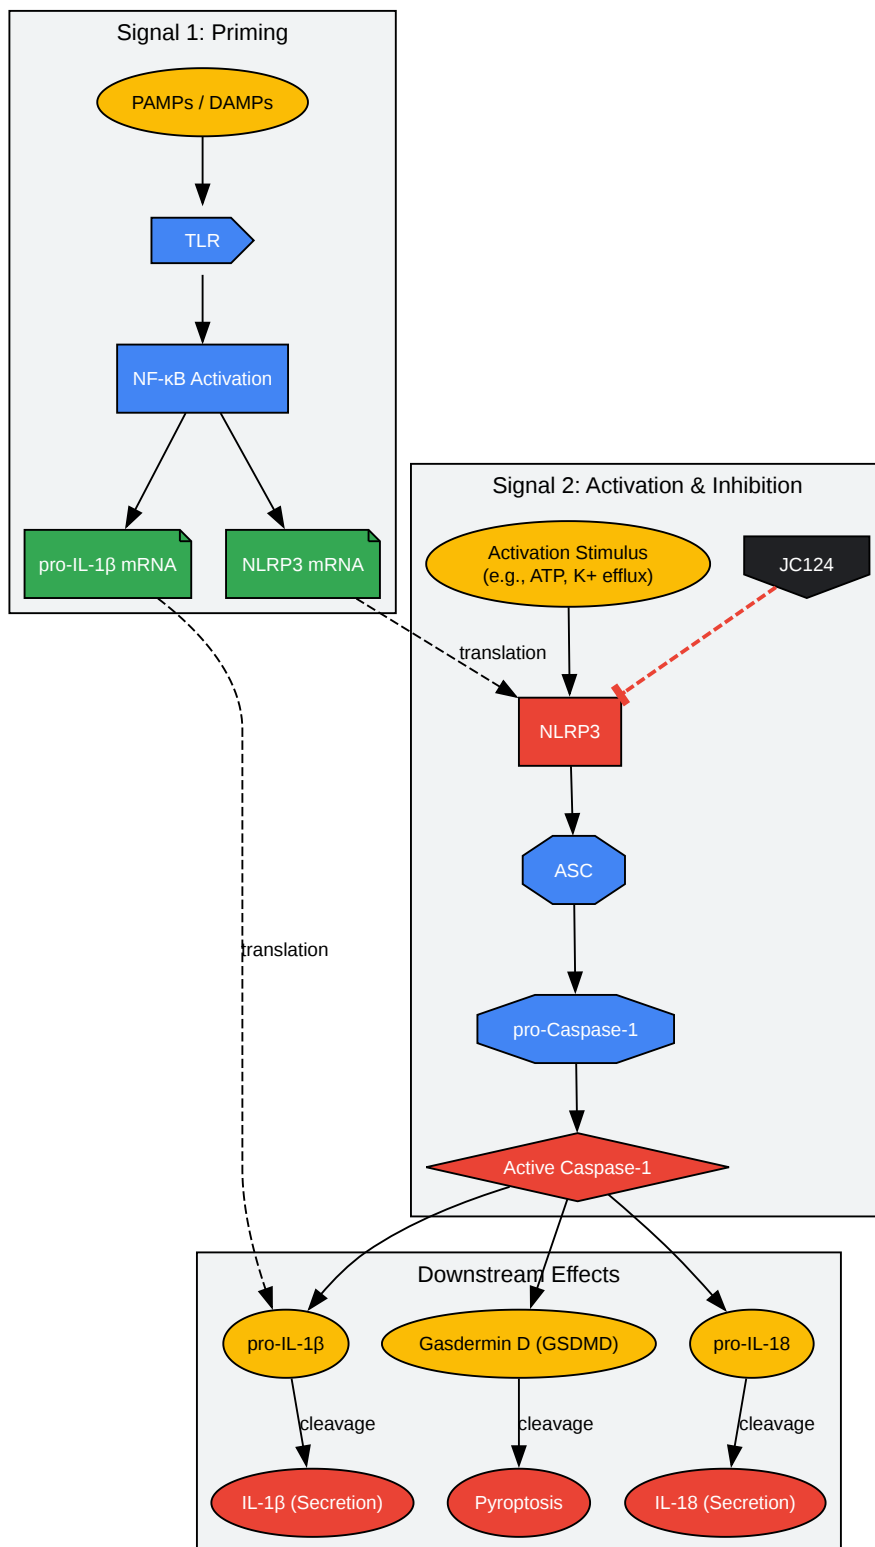 Signal 1: Priming
PAMPs / DAMPs
TLR
NF-κB Activation
pro-IL-1β mRNA
NLRP3 mRNA
Signal 2: Activation & Inhibition
Activation Stimulus
(e.g., ATP, K+ efflux)
JC124
translation
NLRP3
ASC
translation
pro-Caspase-1
Active Caspase-1
Downstream Effects
pro-IL-1β
Gasdermin D (GSDMD)
pro-IL-18
cleavage
cleavage
cleavage
IL-1β (Secretion)
Pyroptosis
IL-18 (Secretion)